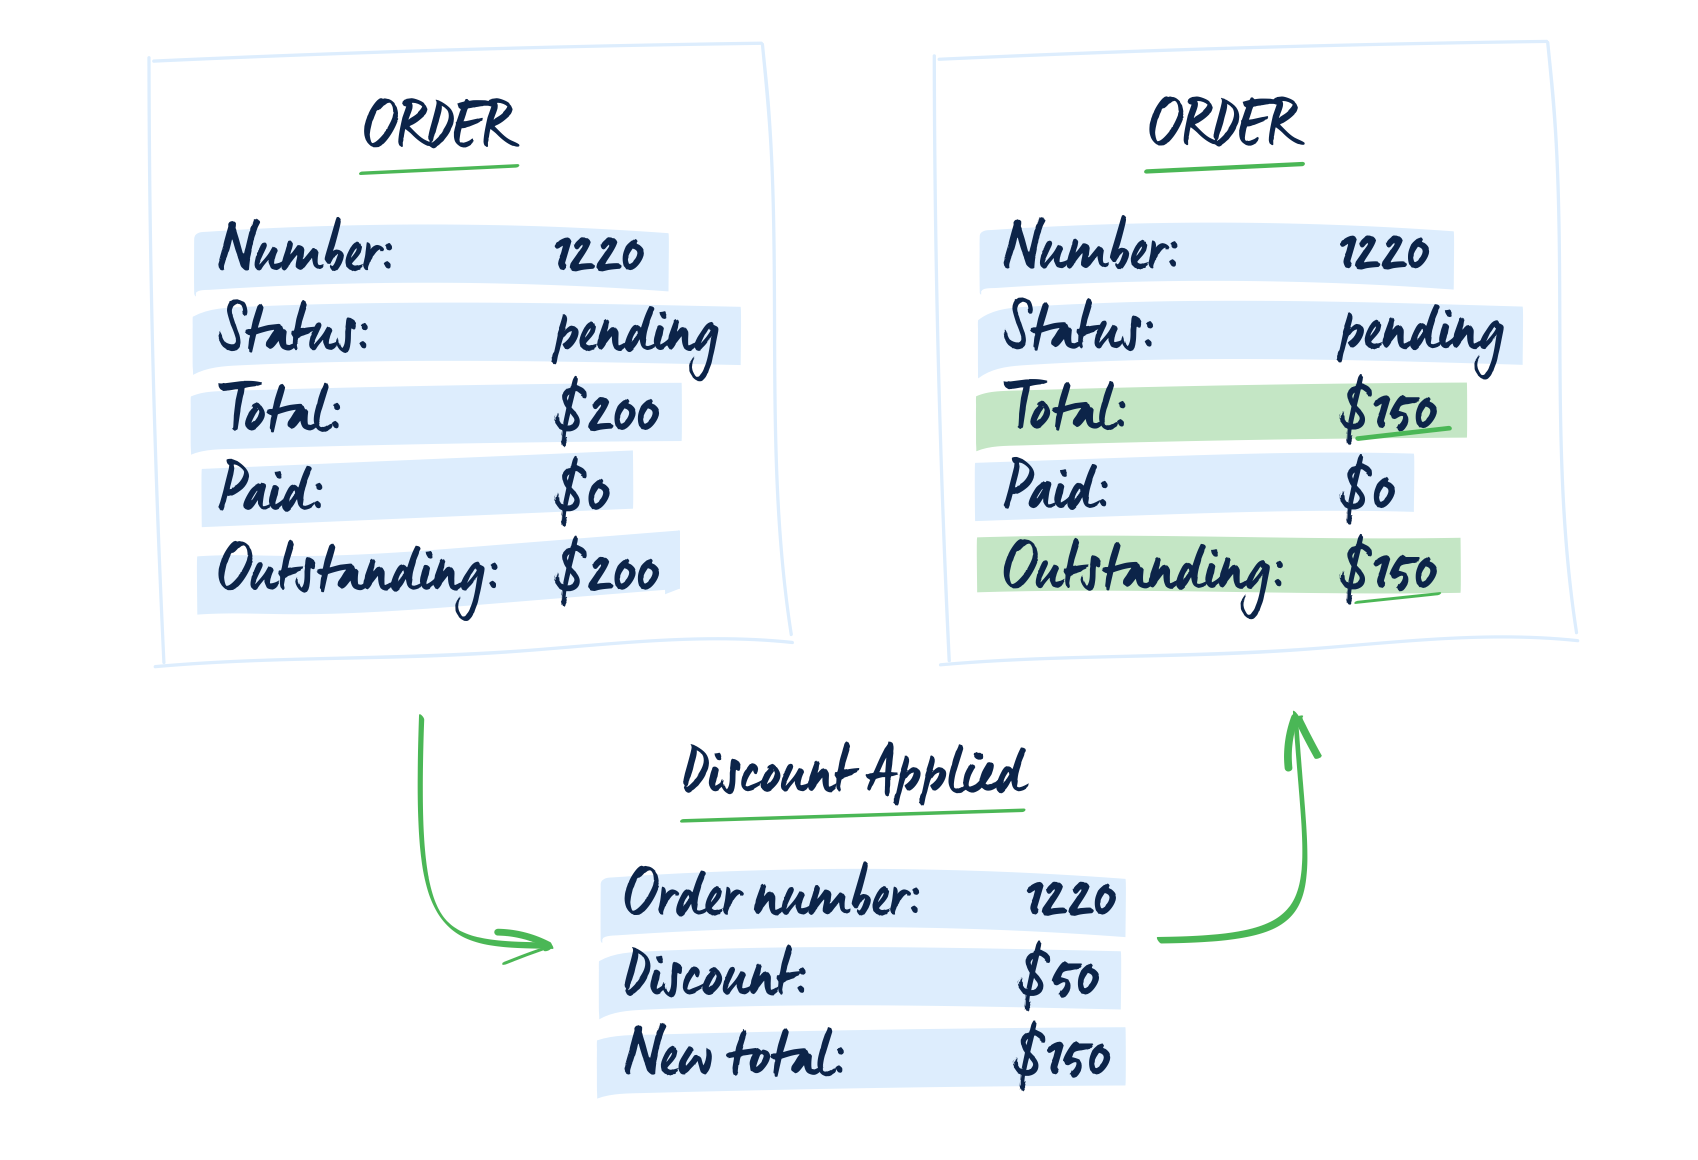 ORDER
Number: 1220
Status: pending
Total: $200
Paid: $0
Outstanding: $200
ORDER
Number: 1220
Status: pending
Total: $150
Paid: $0
Outstanding: $150
Discount Applied
Order number: 1220
Discount: $50
New total: $150